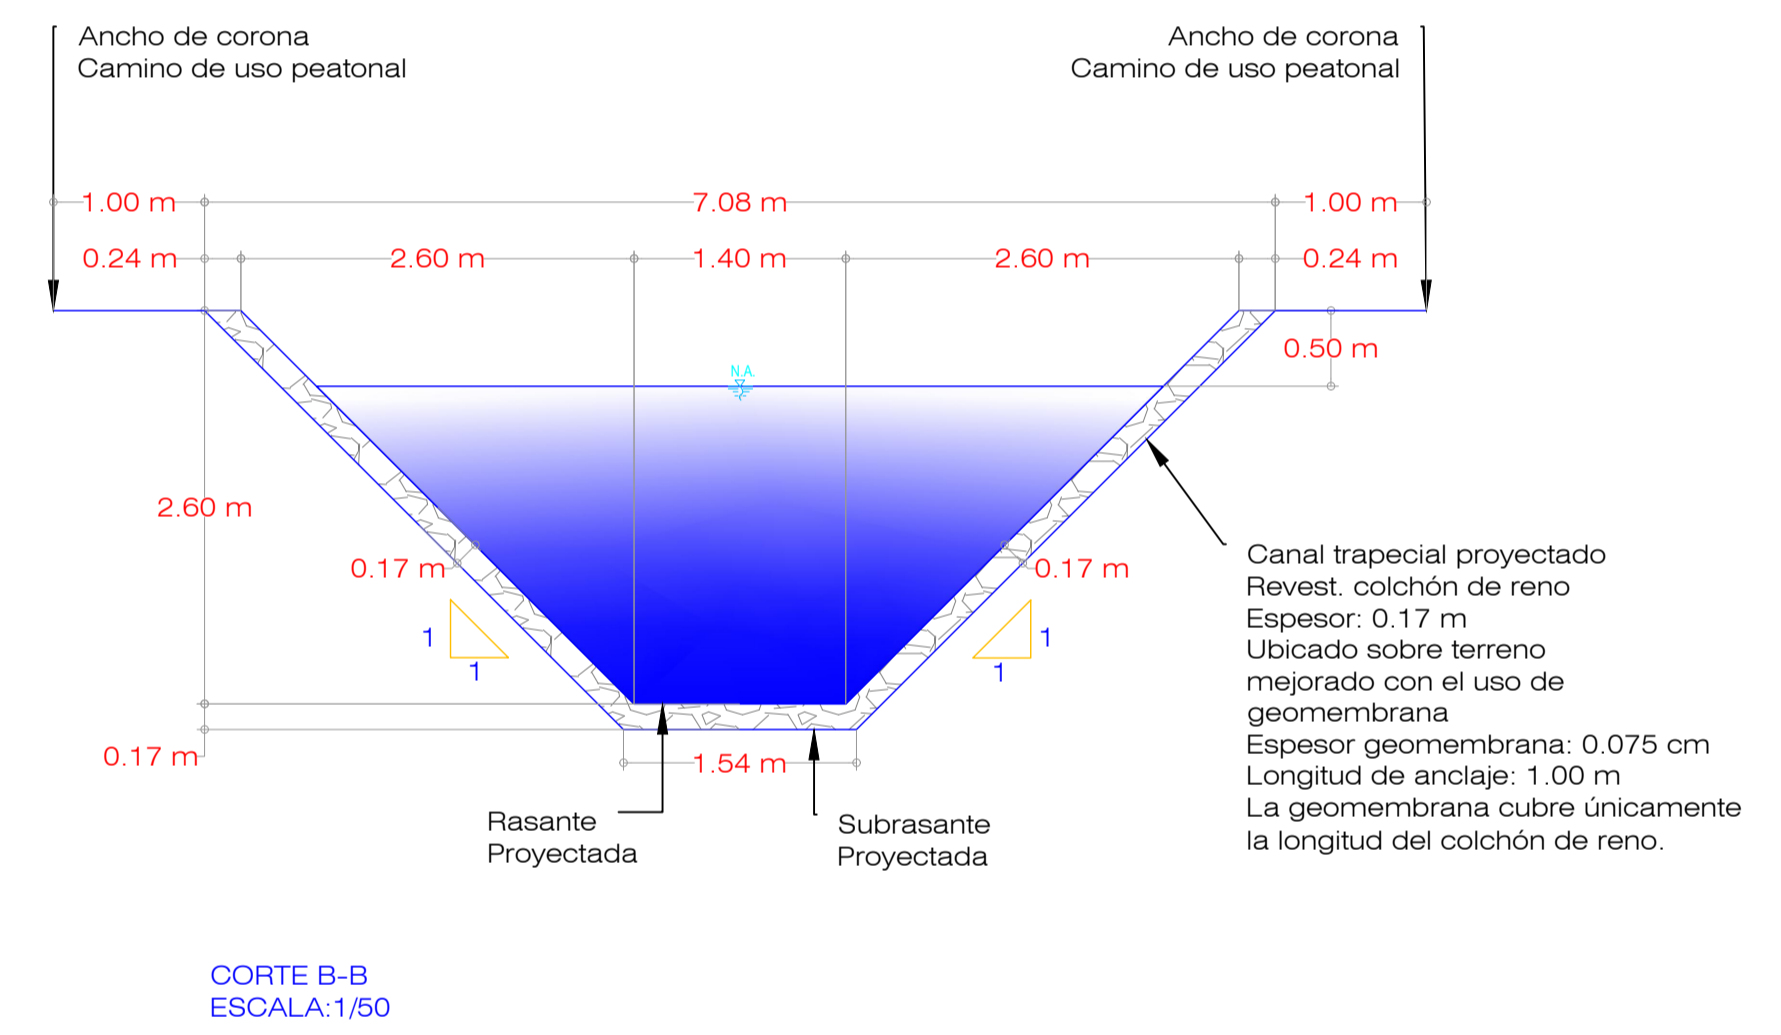 Ancho de corona
Camino de uso peatonal
Ancho de corona
Camino de uso peatonal
1.00 m
7.08 m
1.00 m
0.24 m
2.60 m
1.40 m
2.60 m
0.24 m
0.50 m
N.A.
2.60 m
0.17 m
0.17 m
1
1
1
1
Canal trapecial proyectado
Revest. colchón de reno
Espesor: 0.17 m
Ubicado sobre terreno
mejorado con el uso de
geomembrana
Espesor geomembrana: 0.075 cm
Longitud de anclaje: 1.00 m
La geomembrana cubre únicamente
la longitud del colchón de reno.
0.17 m
1.54 m
Rasante
Proyectada
Subrasante
Proyectada
CORTE B-B
ESCALA:1/50